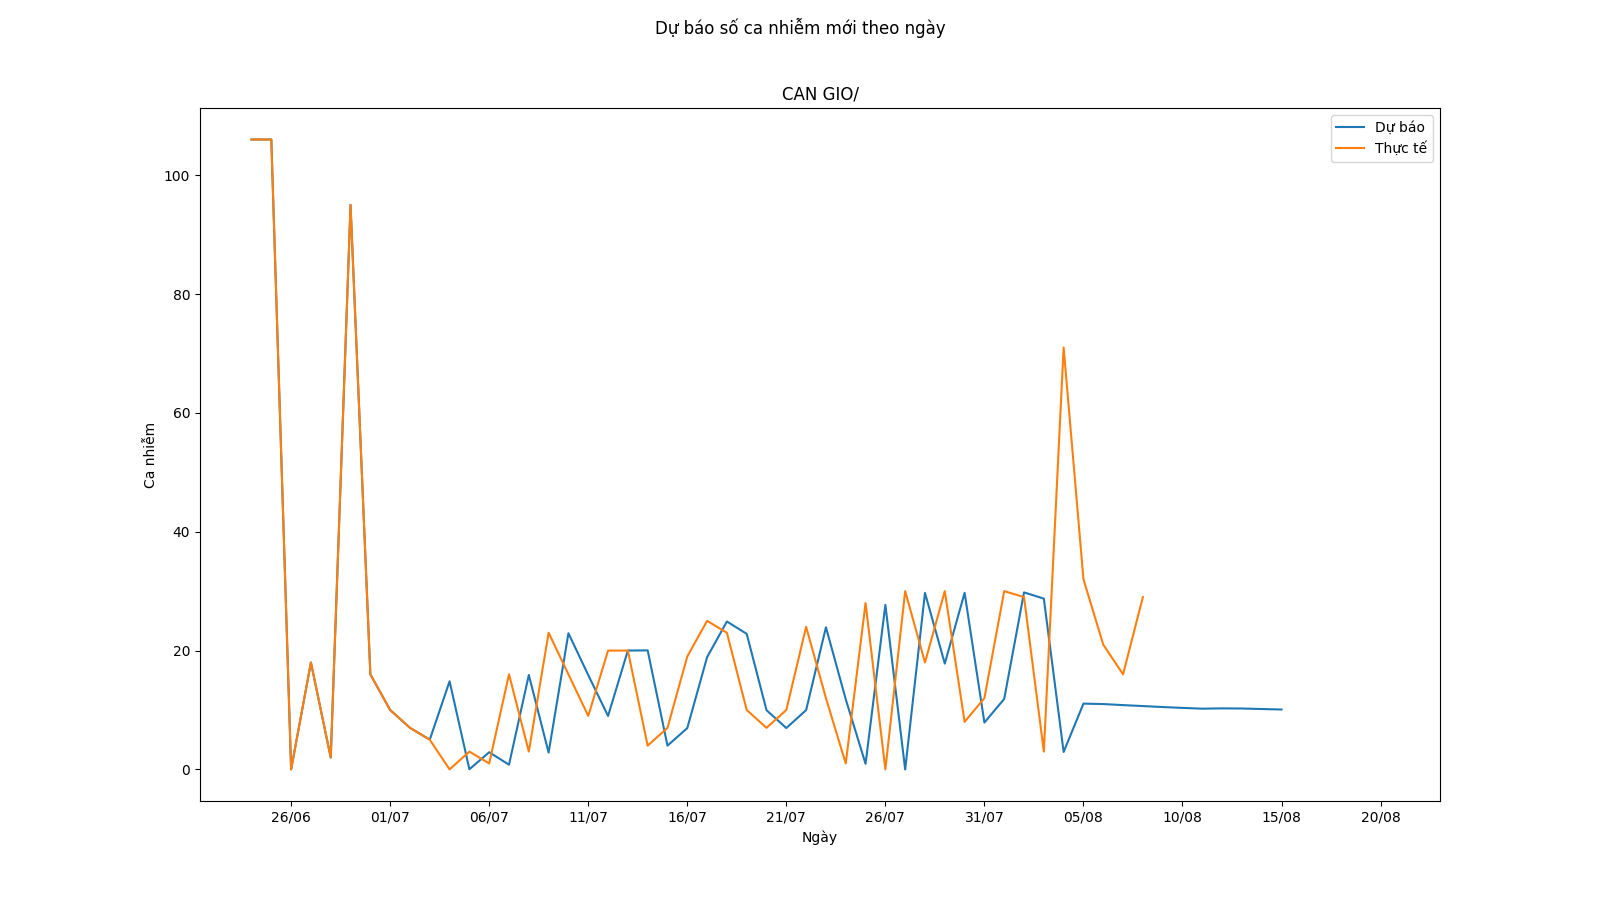 Dự báo số ca nhiễm mới theo ngày
CAN GIO/
Dự báo
Thực tế
100
80
60
40
20
0
Ca nhiễm
26/06 01/07 06/07 11/07 16/07 21/07 26/07 31/07 05/08 10/08 15/08 20/08
Ngày